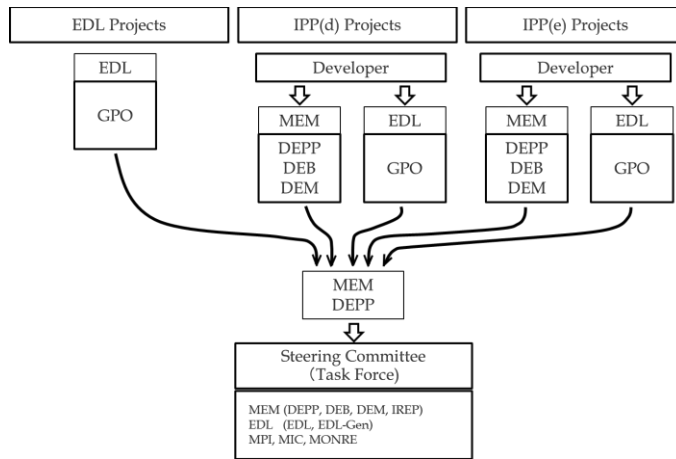 EDL Projects
IPP(d) Projects
IPP(e) Projects
Developer
Developer
EDL
GPO
MEM
DEPP
DEB
DEM
EDL
GPO
MEM
DEPP
DEB
DEM
EDL
GPO
MEM
DEPP
Steering Committee
(Task Force)
MEM (DEPP, DEB, DEM, IREP)
EDL (EDL, EDL-Gen)
MPI, MIC, MONRE